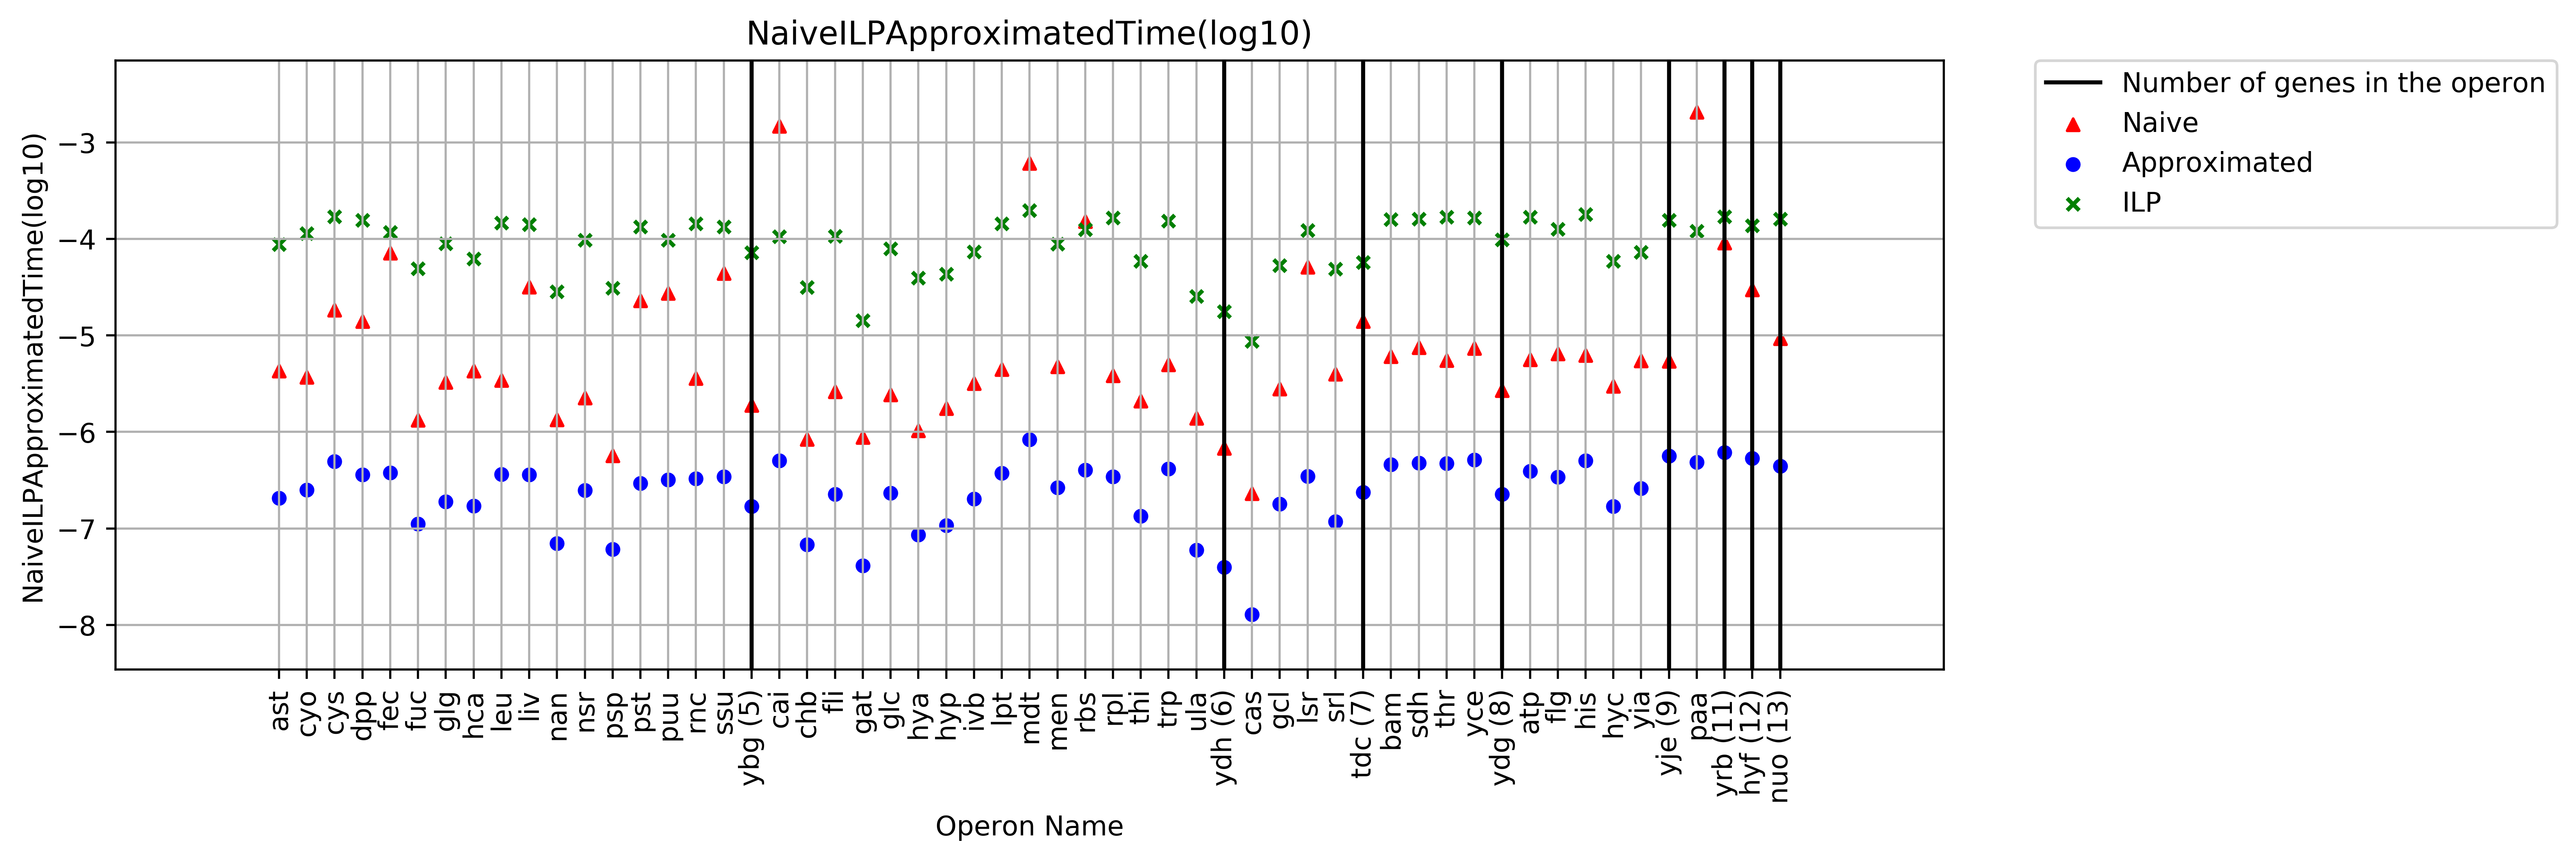 NaiveILPApproximatedTime(log10)
Number of genes in the operon
Naive
Approximated
ILP
NaiveILPApproximatedTime(log10)
−3
−4
−5
−6
−7
−8
ast
cyo
cys
dpp
fec
fuc
glg
hca
leu
liv
nan
nsr
psp
pst
puu
rnc
ssu
ybg (5)
cai
chb
fli
gat
glc
hya
hyp
ivb
lpt
mdt
men
rbs
rpl
thi
trp
ula
ydh (6)
cas
gcl
lsr
srl
tdc (7)
bam
sdh
thr
yce
ydg (8)
atp
flg
his
hyc
yia
yje (9)
paa
yrb (11)
hyf (12)
nuo (13)
Operon Name